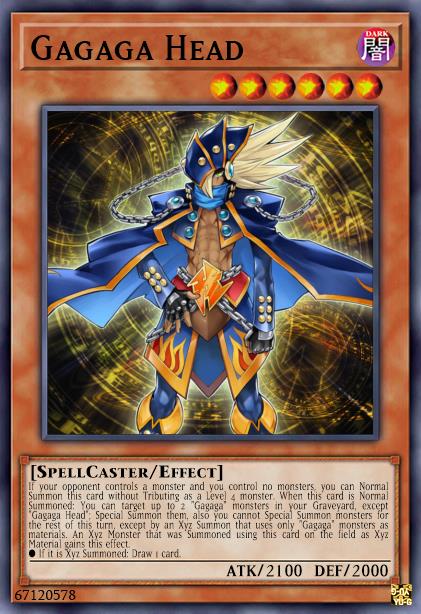 Gagaga Head
DARK
闇
[SpellCaster/Effect]
If your opponent controls a monster and you control no monsters, you can Normal
Summon this card without Tributing as a Level 4 monster. When this card is Normal
Summoned: You can target up to 2 "Gagaga" monsters in your Graveyard, except
"Gagaga Head"; Special Summon them, also you cannot Special Summon monsters for
the rest of this turn, except by an Xyz Summon that uses only "Gagaga" monsters as
materials. An Xyz Monster that was Summoned using this card on the field as Xyz
Material gains this effect.
● If it is Xyz Summoned: Draw 1 card.
ATK/2100 DEF/2000
67120578